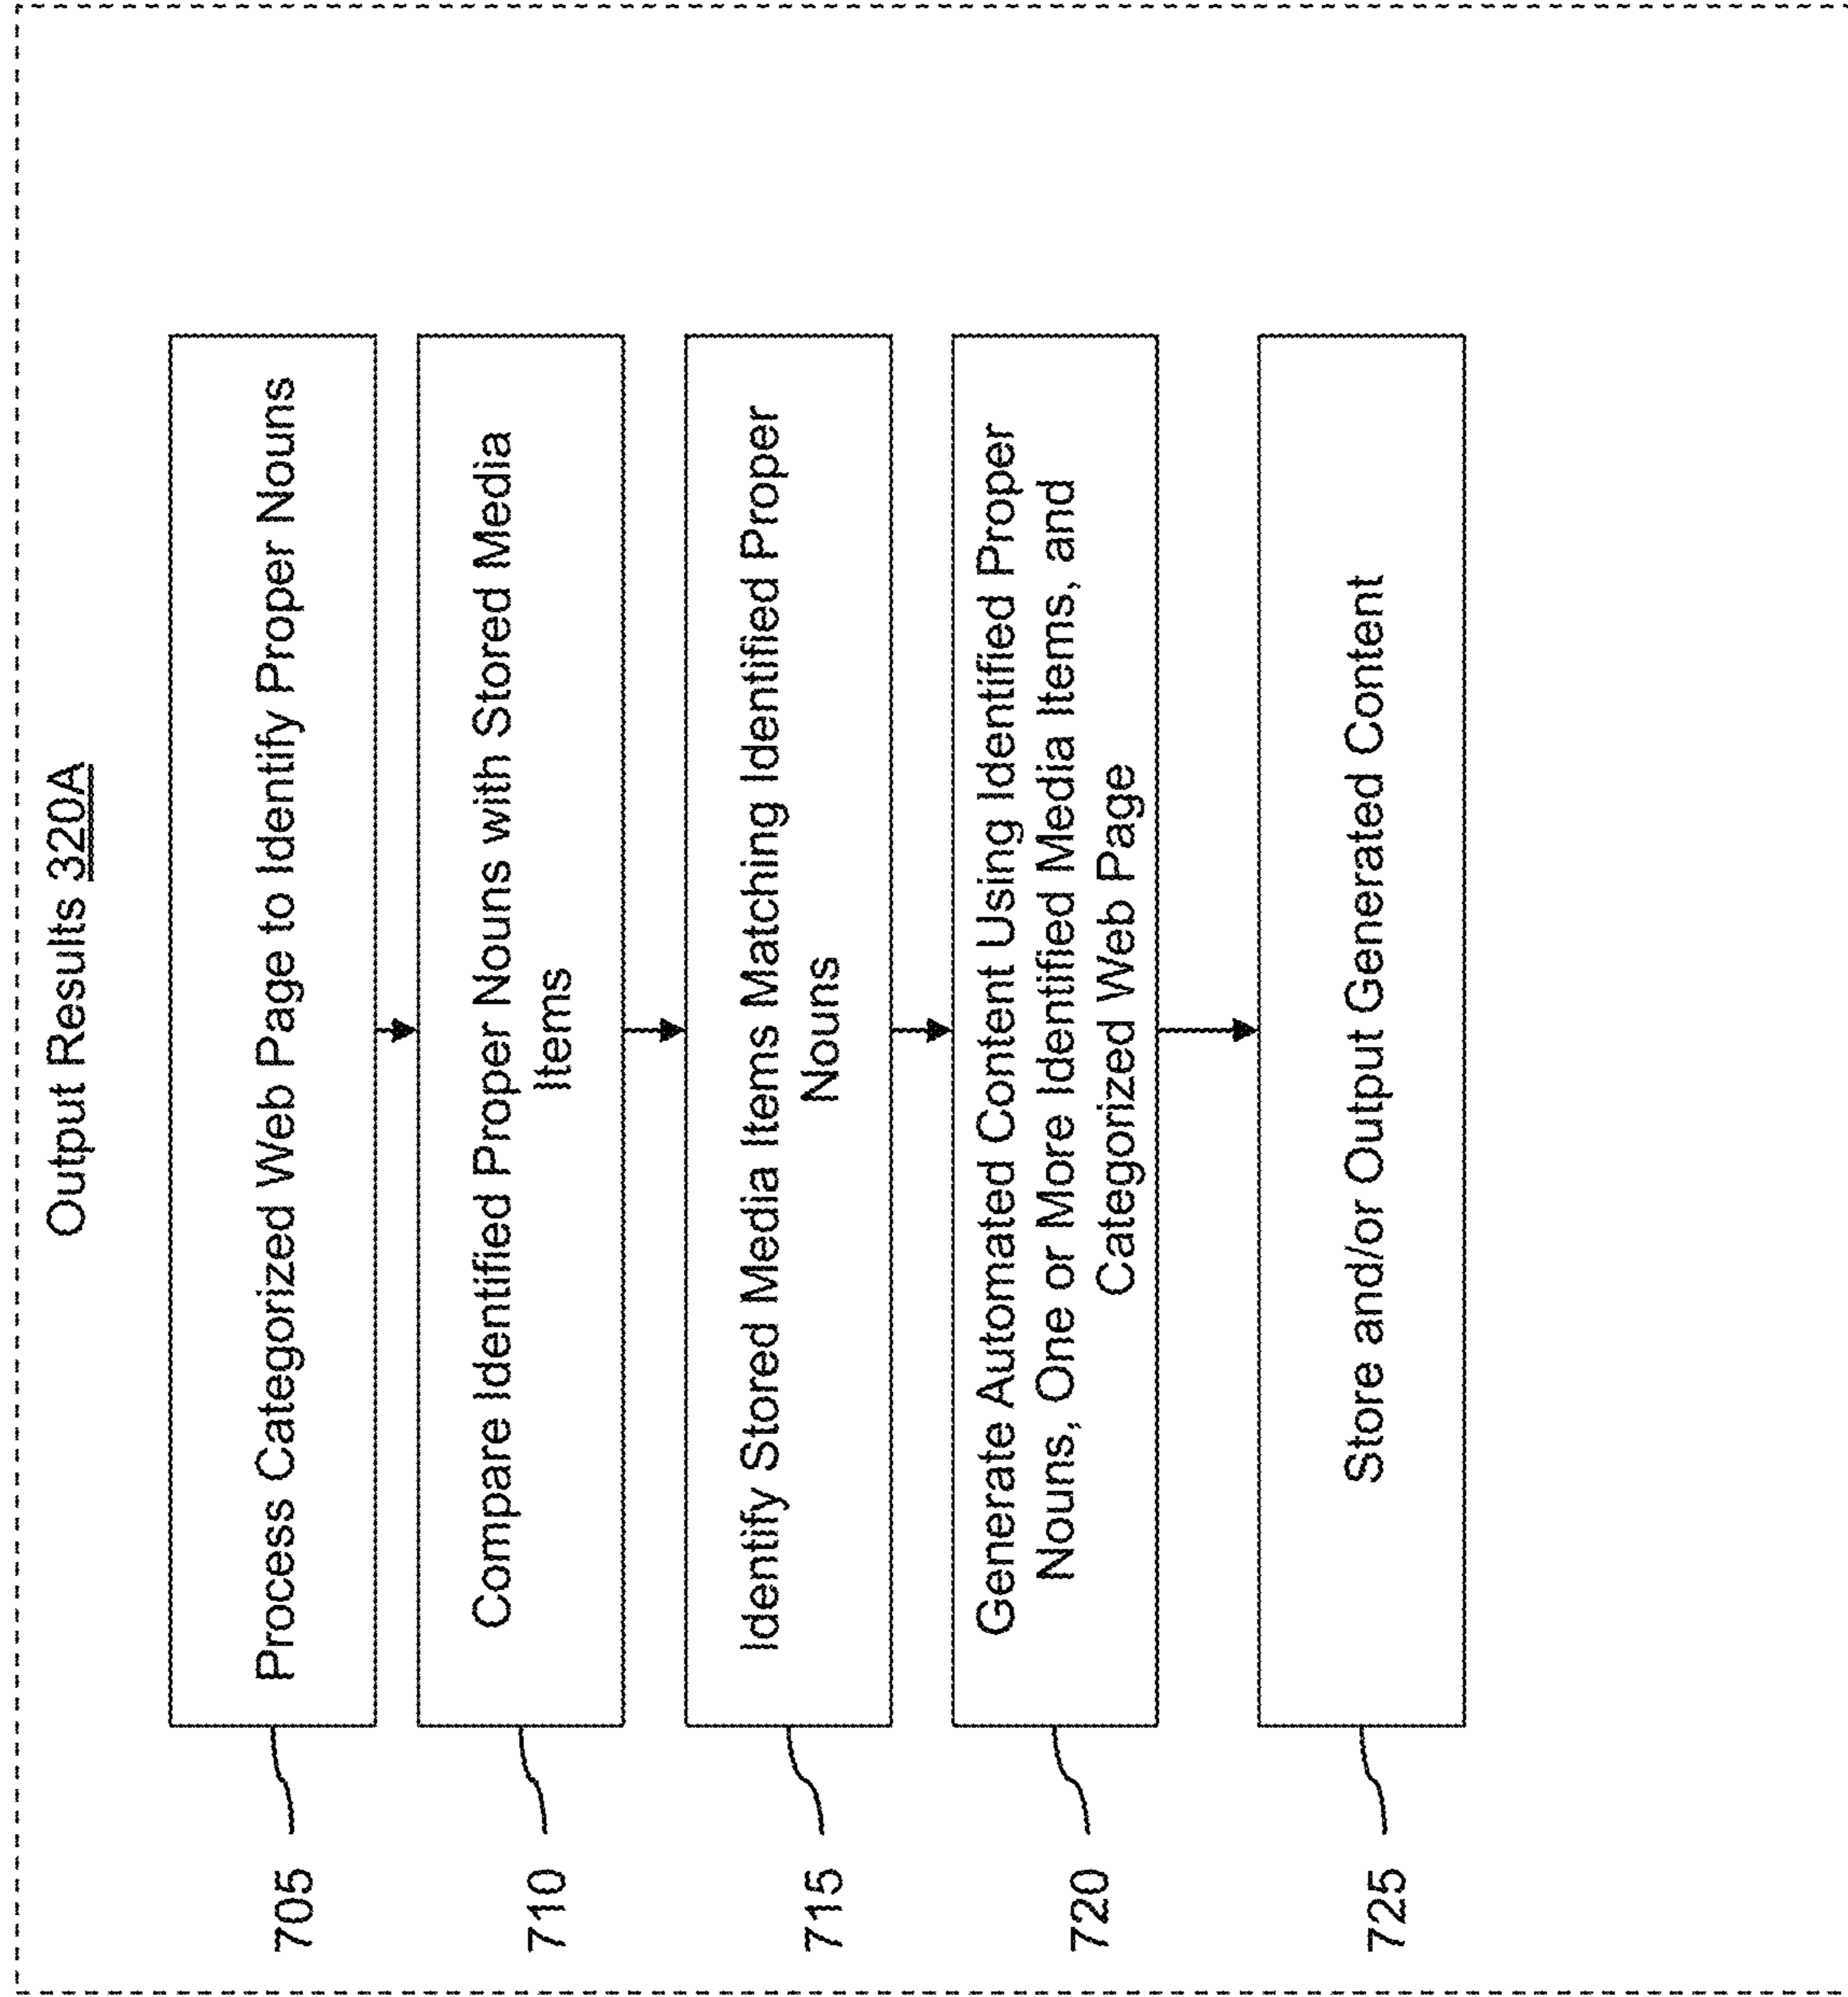 Output Results 320A
705
Process Categorized Web Page to Identify Proper Nouns
710
Compare Identified Proper Nouns with Stored Media
Items
715
Identify Stored Media Items Matching Identified Proper
Nouns
720
Generate Automated Content Using Identified Proper
Nouns, One or More Identified Media Items, and
Categorized Web Page
725
Store and/or Output Generated Content